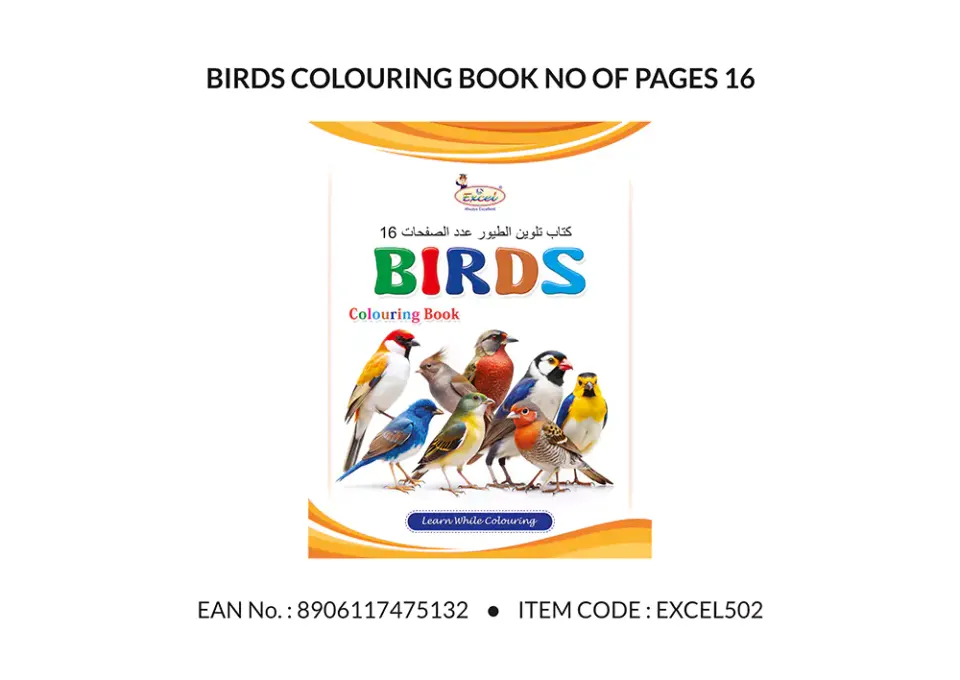 BIRDS COLOURING BOOK NO OF PAGES 16
Excel
كتاب تلوين الطيور عدد الصفحات 16
BIRDS
Colouring Book
Learn While Colouring
EAN No. : 8906117475132 ● ITEM CODE : EXCEL502